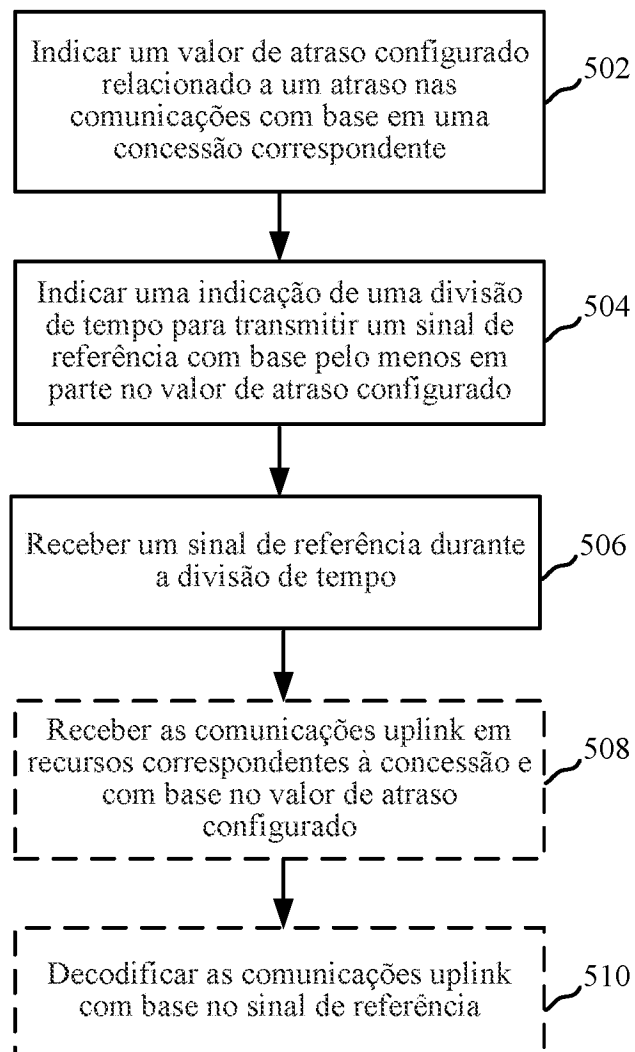 Indicar um valor de atraso configurado
relacionado a um atraso nas
comunicações com base em uma
concessão correspondente
502
Indicar uma indicação de uma divisão
de tempo para transmitir um sinal de
referência com base pelo menos em
parte no valor de atraso configurado
504
Receber um sinal de referência durante
a divisão de tempo
506
Receber as comunicações uplink em
recursos correspondentes à concessão e
com base no valor de atraso
configurado
508
Decodificar as comunicações uplink
com base no sinal de referência
510